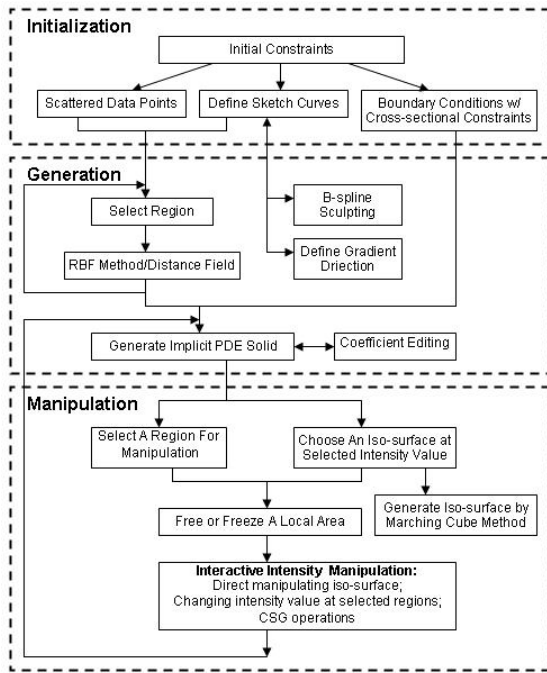 Initialization
Initial Constraints
Scattered Data Points
Define Sketch Curves
Boundary Conditions w/
Cross-sectional Constraints
Generation
Select Region
B-spline
Sculpting
RBF Method/Distance Field
Define Gradient
Driection
Generate Implicit PDE Solid
Coefficient Editing
Manipulation
Select A Region For
Manipulation
Choose An Iso-surface at
Selected Intensity Value
Free or Freeze A Local Area
Generate Iso-surface by
Marching Cube Method
Interactive Intensity Manipulation:
Direct manipulating iso-surface;
Changing intensity value at selected regions;
CSG operations